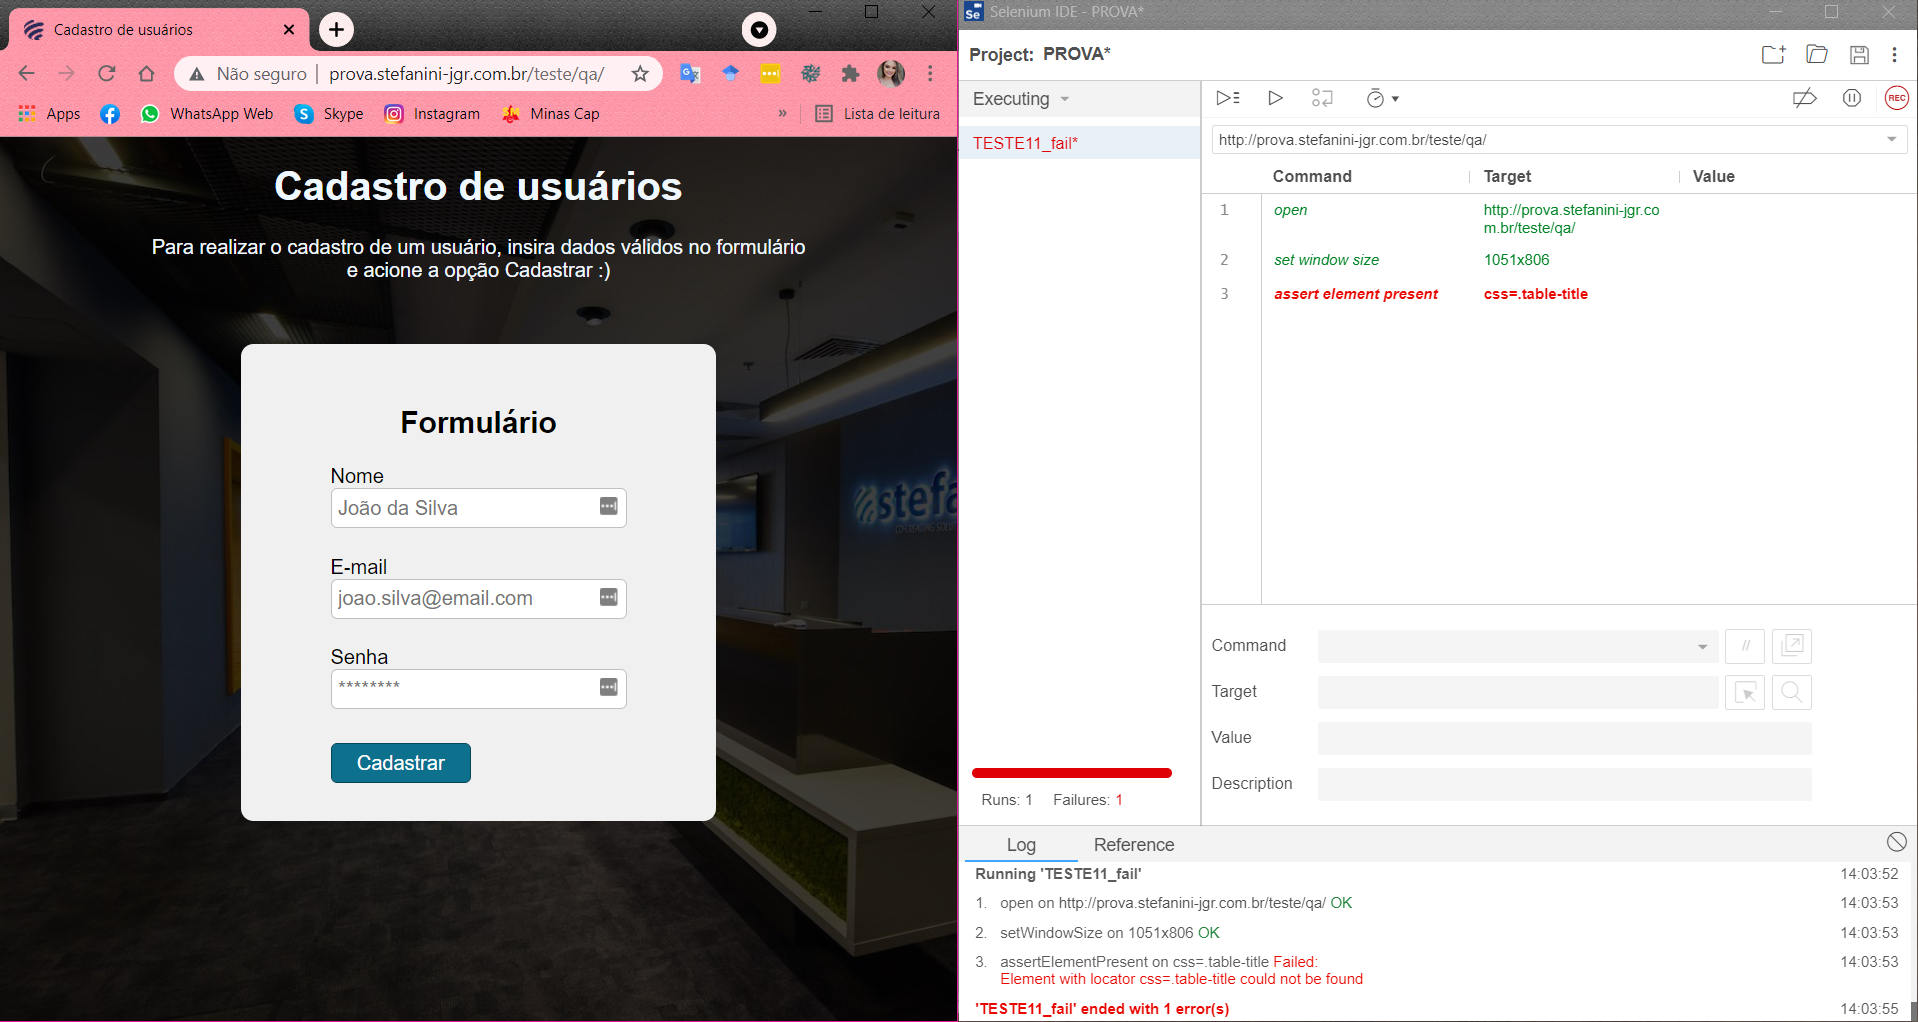 Cadastro de usuários
Não seguro
prova.stefanini-jgr.com.br/teste/qa/
Apps
WhatsApp Web
Skype
Instagram
Minas Cap
»
Lista de leitura
Cadastro de usuários
Para realizar o cadastro de um usuário, insira dados válidos no formulário
e acione a opção Cadastrar :)
Formulário
Nome
João da Silva
E-mail
joao.silva@email.com
Senha
********
Cadastrar
stefa
Se
Selenium IDE - PROVA*
Project: PROVA*
Executing
REC
TESTE11_fail*
http://prova.stefanini-jgr.com.br/teste/qa/
Command Target Value
1 open http://prova.stefanini-jgr.co
m.br/teste/qa/
2 set window size 1051x806
3 assert element present css=.table-title
Command
//
Target
Value
Description
Runs: 1 Failures: 1
Log Reference
Running 'TESTE11_fail' 14:03:52
1. open on http://prova.stefanini-jgr.com.br/teste/qa/ OK 14:03:53
2. setWindowSize on 1051x806 OK 14:03:53
3. assertElementPresent on css=.table-title Failed: 14:03:53
Element with locator css=.table-title could not be found
'TESTE11_fail' ended with 1 error(s) 14:03:55